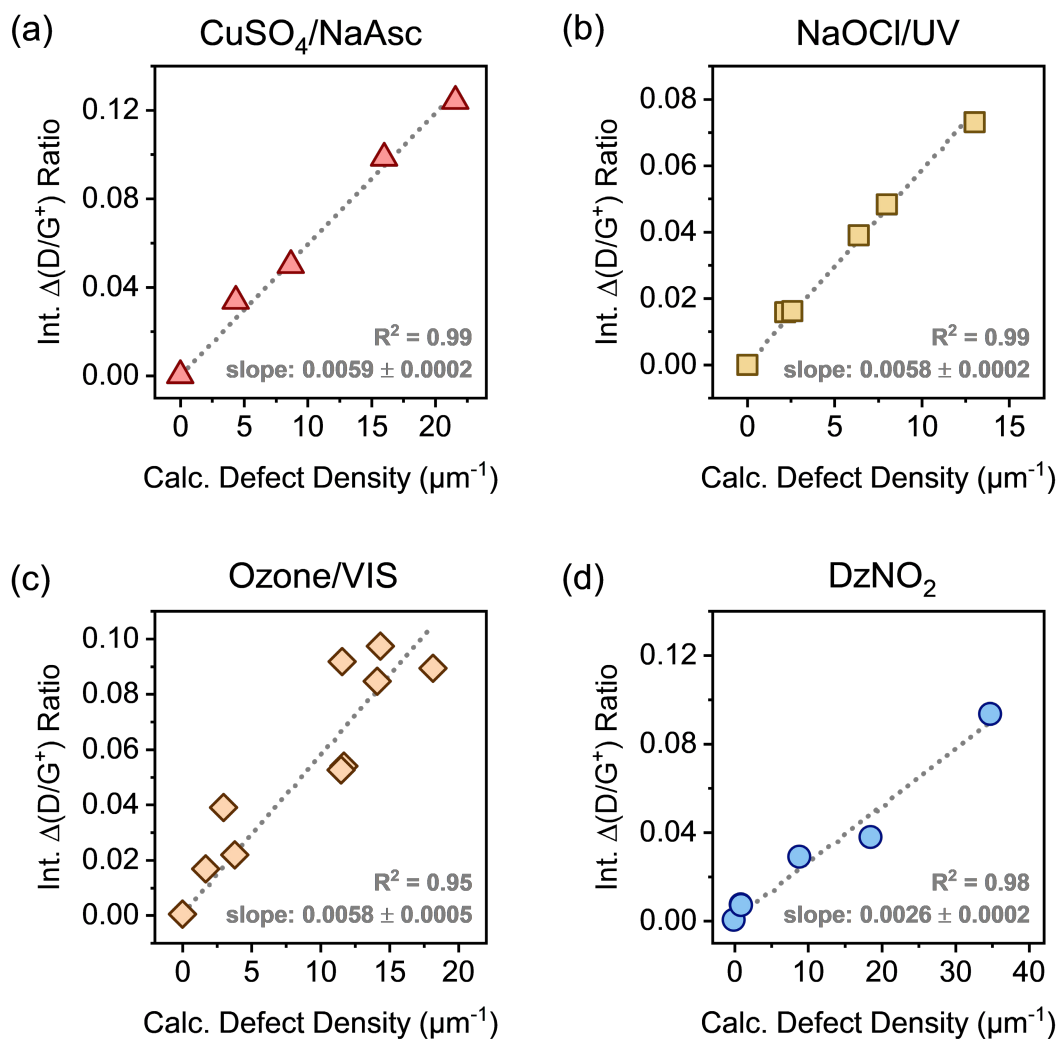 (a)
CuSO₄/NaAsc
Int. Δ(D/G⁺) Ratio
0.12
0.08
0.04
0.00
R² = 0.99
slope: 0.0059 ± 0.0002
0 5 10 15 20
Calc. Defect Density (µm⁻¹)
(b)
NaOCl/UV
0.08
0.06
0.04
0.02
0.00
R² = 0.99
slope: 0.0058 ± 0.0002
0 5 10 15
Calc. Defect Density (µm⁻¹)
(c)
Ozone/VIS
Int. Δ(D/G⁺) Ratio
0.10
0.08
0.06
0.04
0.02
0.00
R² = 0.95
slope: 0.0058 ± 0.0005
0 5 10 15 20
Calc. Defect Density (µm⁻¹)
(d)
DzNO₂
Int. Δ(D/G⁺) Ratio
0.12
0.08
0.04
0.00
R² = 0.98
slope: 0.0026 ± 0.0002
0 10 20 30 40
Calc. Defect Density (µm⁻¹)
Int. Δ(D/G⁺) Ratio